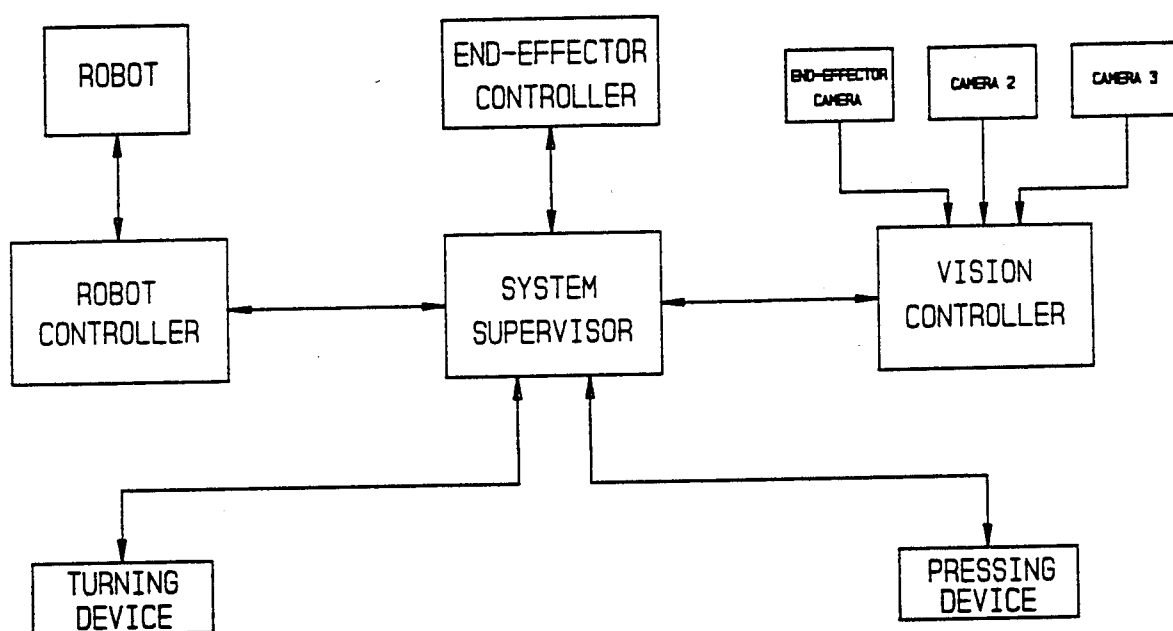 ROBOT
END-EFFECTOR
CONTROLLER
END-EFFECTOR
CAMERA
CAMERA 2
CAMERA 3
ROBOT
CONTROLLER
SYSTEM
SUPERVISOR
VISION
CONTROLLER
TURNING
DEVICE
PRESSING
DEVICE